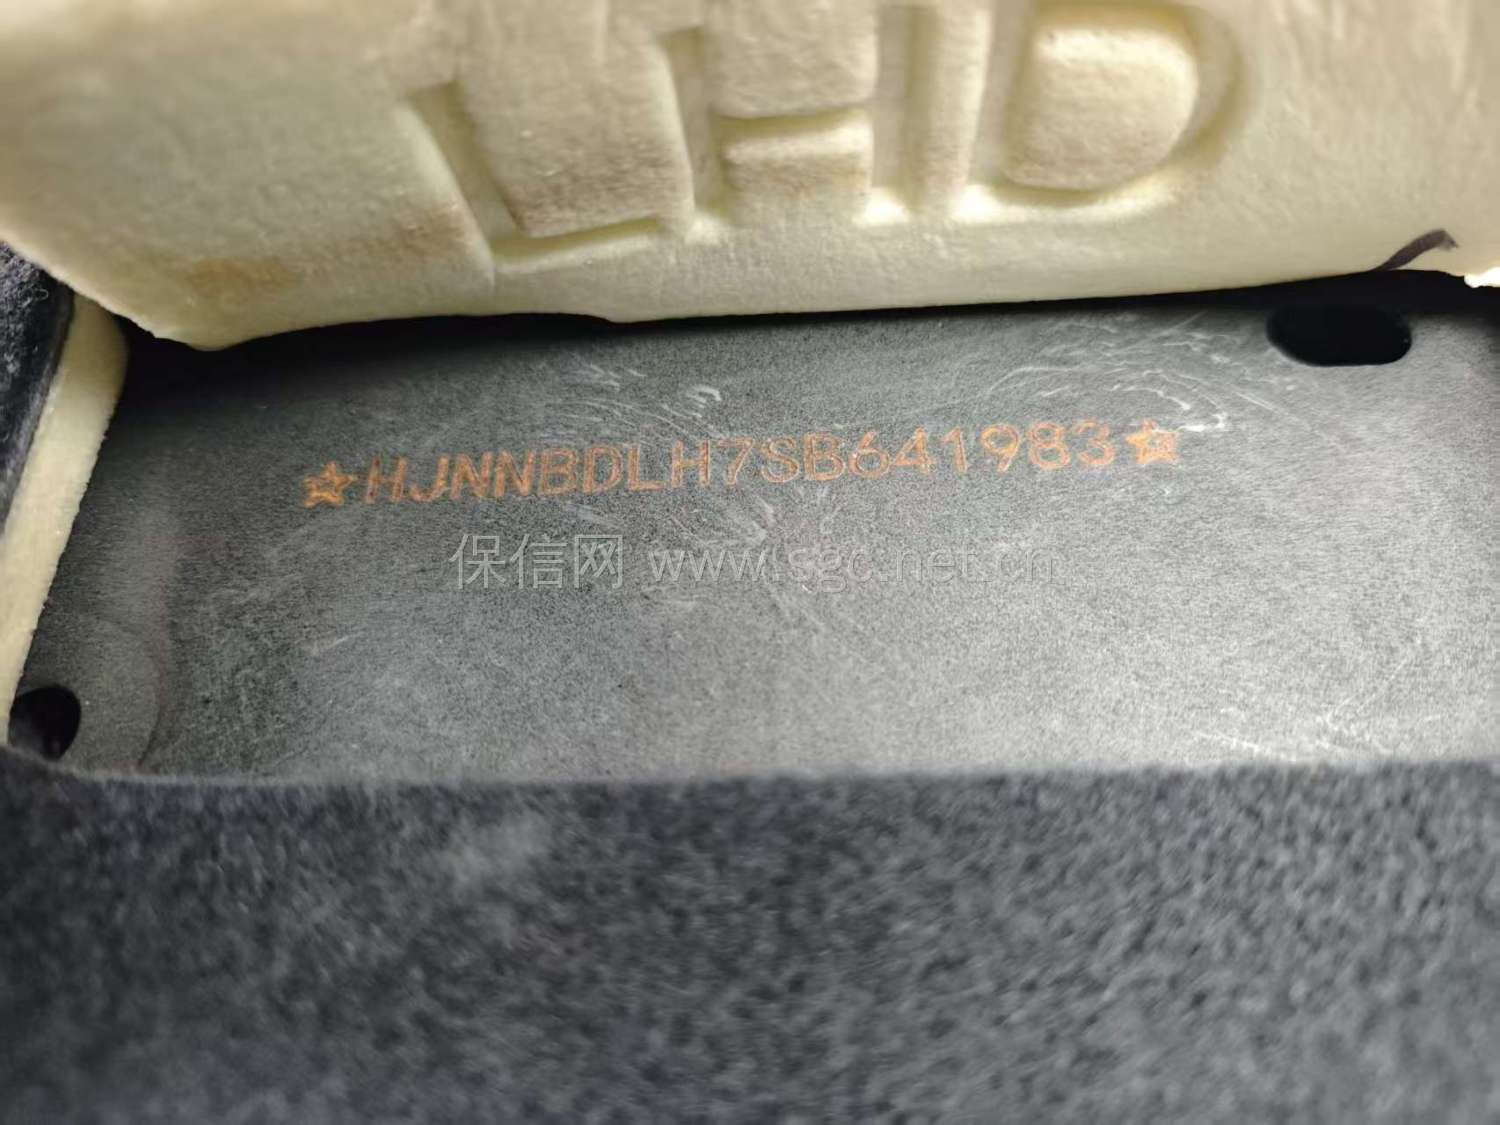 LHD
★HJNNBDLH7SB641983★
保信网 www.sgc.net.cn